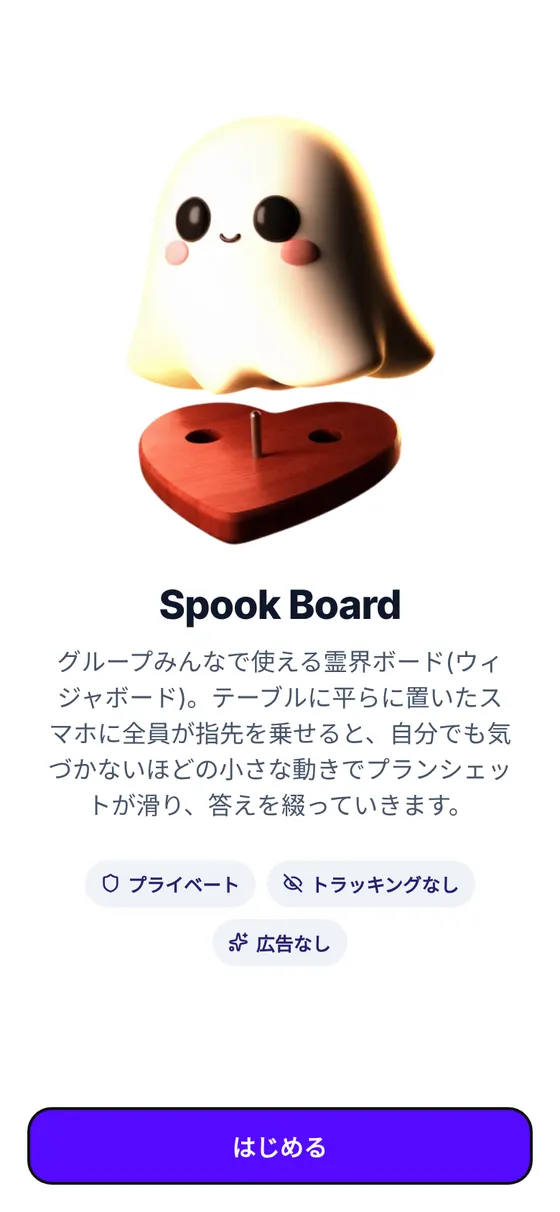 Spook Board
グループみんなで使える霊界ボード(ウィ
ジャボード)。テーブルに平らに置いたス
マホに全員が指先を乗せると、自分でも気
づかないほどの小さな動きでプランシェッ
トが滑り、答えを綴っていきます。
プライベート
トラッキングなし
広告なし
はじめる